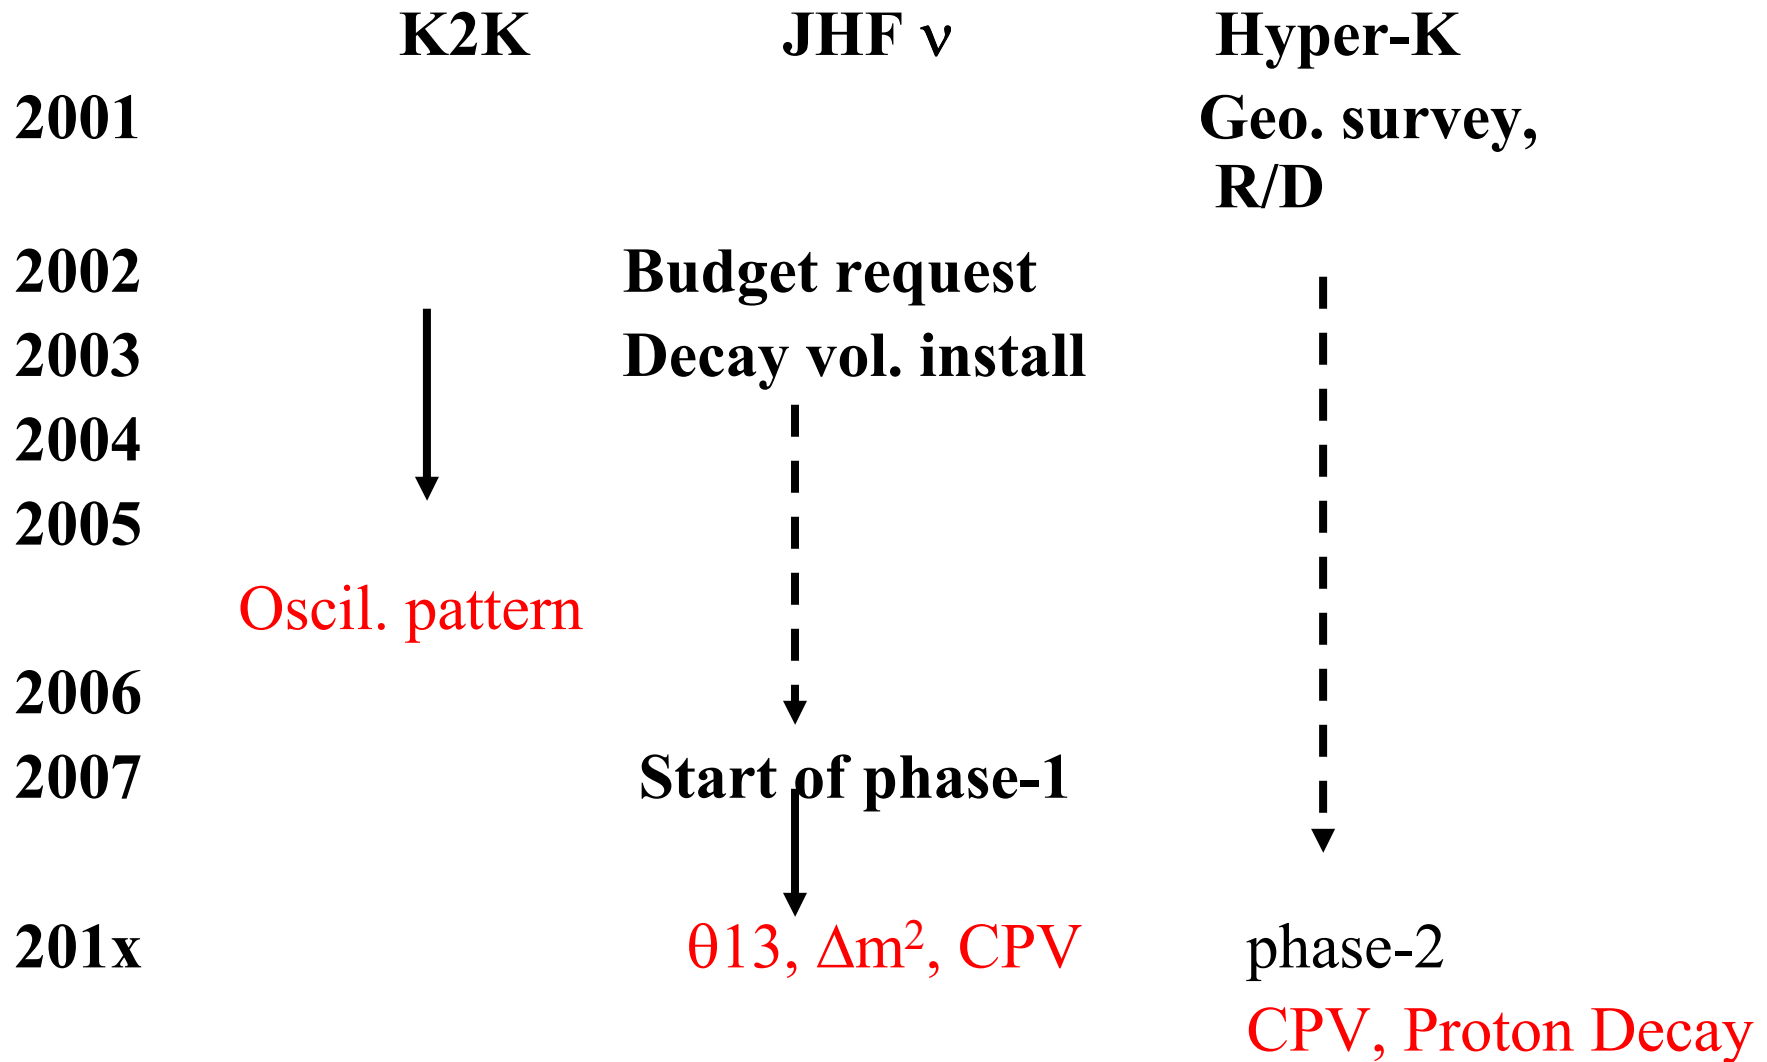 K2K JHF ν Hyper-K
2001 Geo. survey,
R/D
2002 Budget request
2003 Decay vol. install
2004
2005
Oscil. pattern
2006
2007 Start of phase-1
201x θ13, Δm², CPV phase-2
CPV, Proton Decay